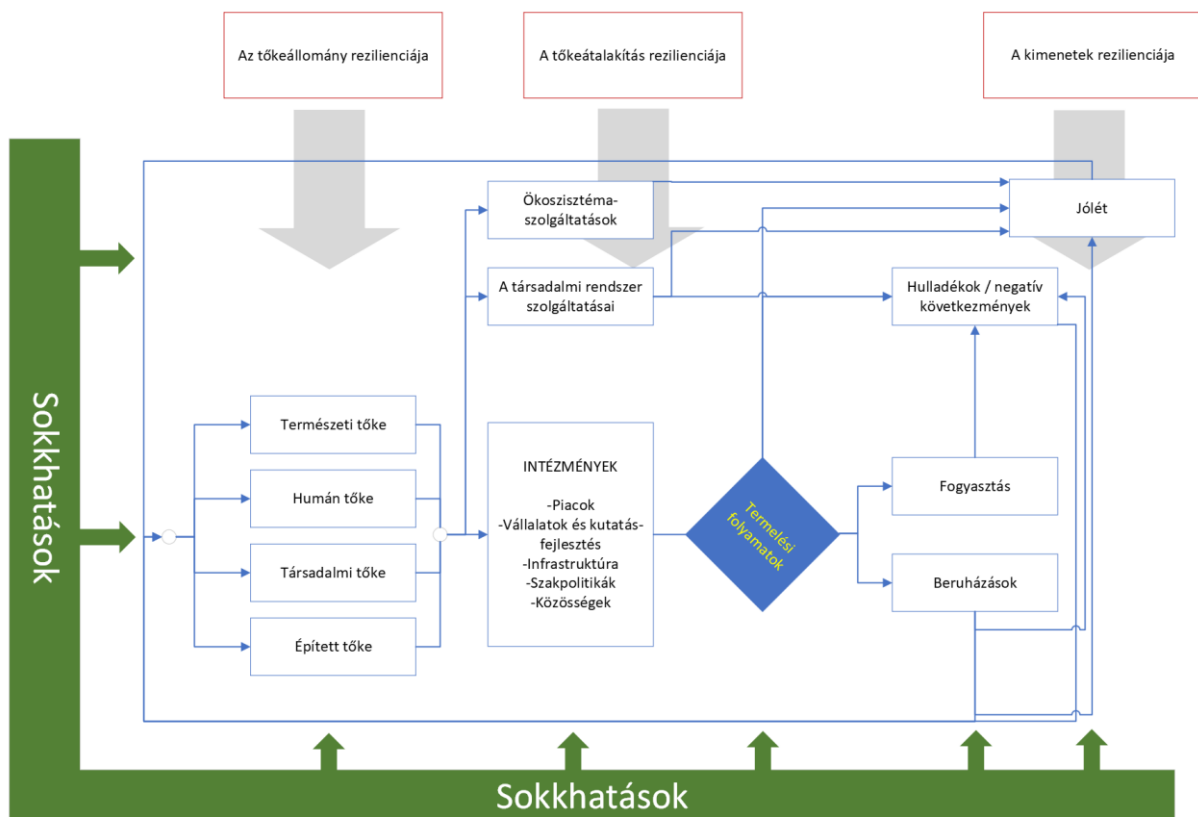 Az tőkeállomány rezilienciája
A tőkeátalakítás rezilienciája
A kimenetek rezilienciája
Ökoszisztéma-
szolgáltatások
Jólét
A társadalmi rendszer
szolgáltatásai
Hulladékok / negatív
következmények
Sokkhatások
Természeti tőke
Humán tőke
Társadalmi tőke
Épített tőke
INTÉZMÉNYEK
-Piacok
-Vállalatok és kutatás-
fejlesztés
-Infrastruktúra
-Szakpolitikák
-Közösségek
Termelési
folyamatok
Fogyasztás
Beruházások
Sokkhatások